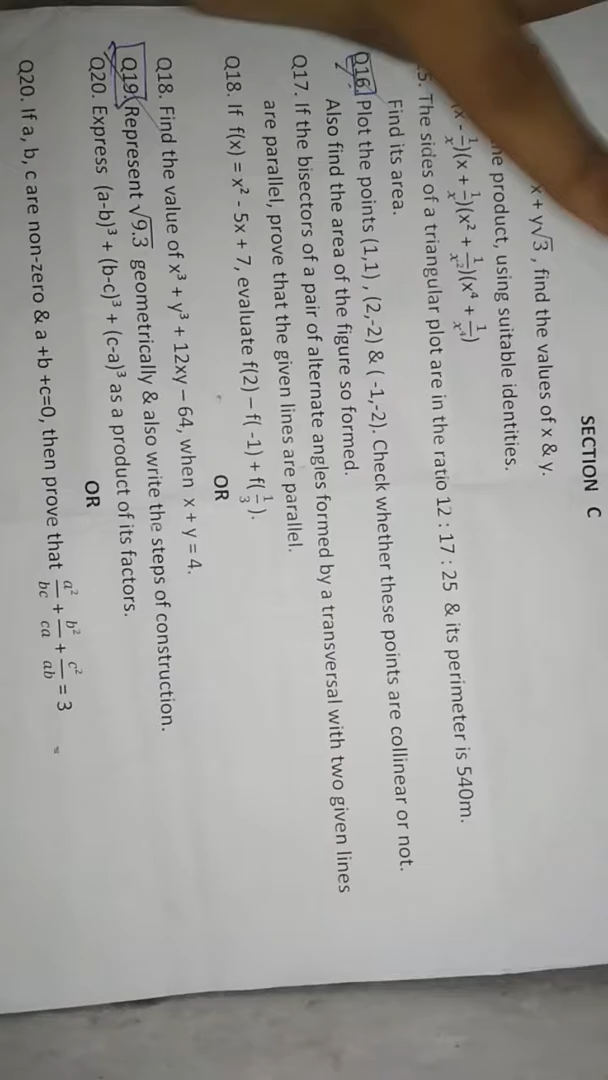 SECTION C
x + y√3 , find the values of x & y.
product, using suitable identities.
(x - 1/x)(x + 1/x)(x² + 1/x²)(x⁴ + 1/x⁴)
5. The sides of a triangular plot are in the ratio 12 : 17 : 25 & its perimeter is 540m.
Find its area.
Q16. Plot the points (1,1) , (2,-2) & ( -1,-2). Check whether these points are collinear or not.
Also find the area of the figure so formed.
Q17. If the bisectors of a pair of alternate angles formed by a transversal with two given lines
are parallel, prove that the given lines are parallel.
Q18. If f(x) = x² - 5x + 7, evaluate f(2) – f( -1) + f(1/3).
OR
Q18. Find the value of x³ + y³ + 12xy – 64, when x + y = 4.
Q19. Represent √9.3 geometrically & also write the steps of construction.
Q20. Express (a-b)³ + (b-c)³ + (c-a)³ as a product of its factors.
OR
Q20. If a, b, c are non-zero & a +b +c=0, then prove that a²/bc + b²/ca + c²/ab = 3